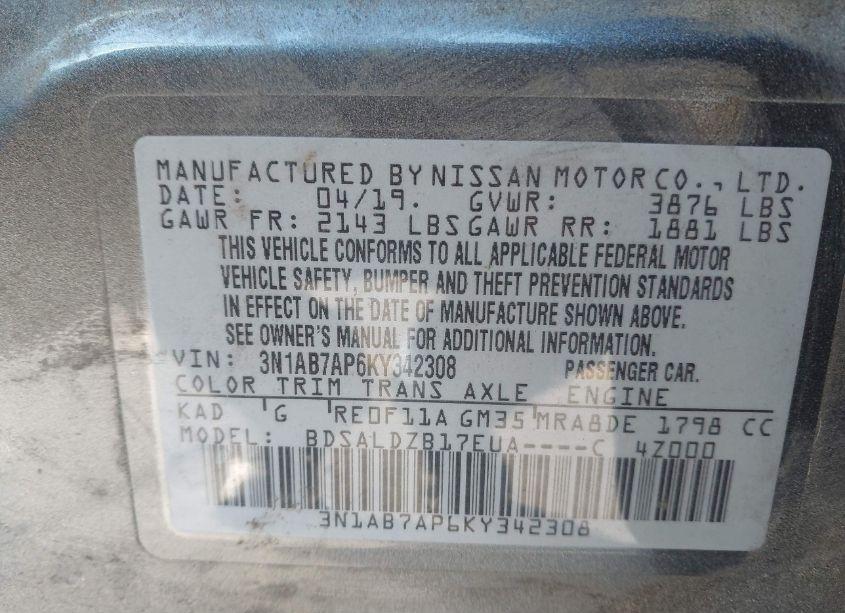 MANUFACTURED BY NISSAN MOTOR CO., LTD.
DATE: 04/19. GVWR: 3876 LBS
GAWR FR: 2143 LBS GAWR RR: 1881 LBS
THIS VEHICLE CONFORMS TO ALL APPLICABLE FEDERAL MOTOR
VEHICLE SAFETY, BUMPER AND THEFT PREVENTION STANDARDS
IN EFFECT ON THE DATE OF MANUFACTURE SHOWN ABOVE.
SEE OWNER'S MANUAL FOR ADDITIONAL INFORMATION.
VIN: 3N1AB7AP6KY342308 PASSENGER CAR.
COLOR TRIM TRANS AXLE ENGINE
KAD G RE0F11A GM35 MRA8DE 1798 CC
MODEL: BDSALDZB17EUA----C 4Z000
3N1AB7AP6KY342308